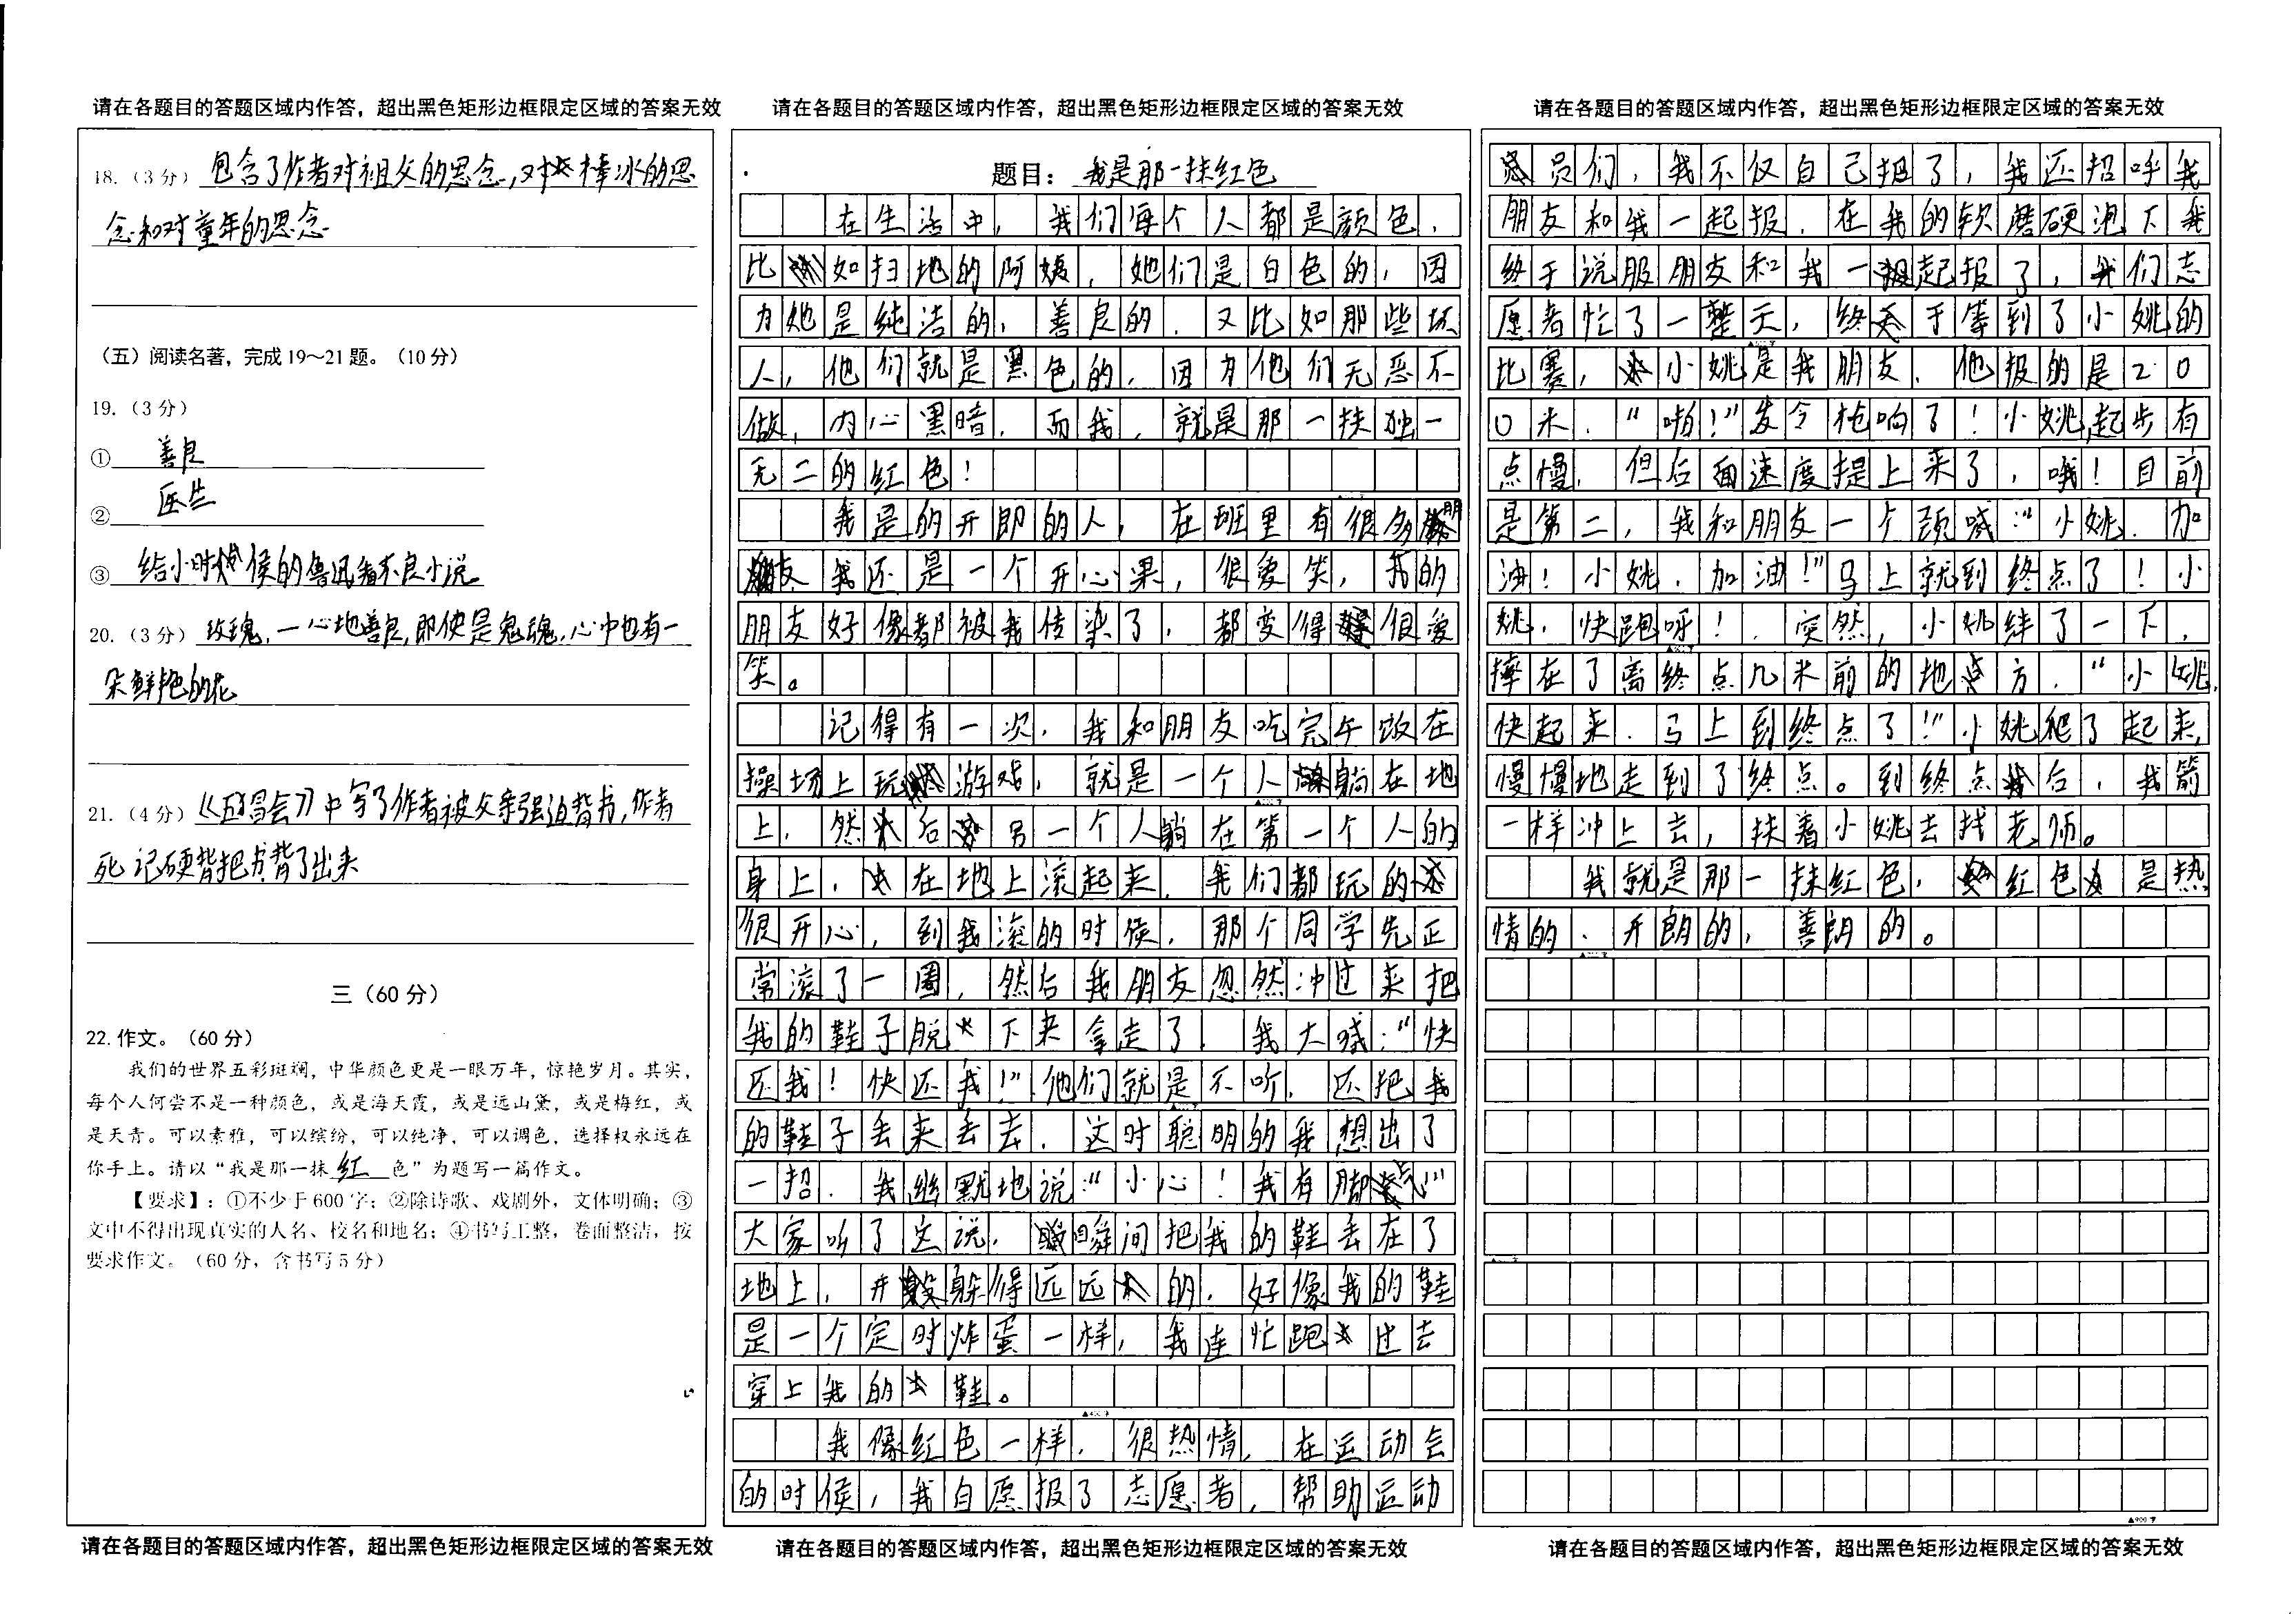 请在各题目的答题区域内作答，超出黑色矩形边框限定区域的答案无效
18.（3分）包含了作者对祖父的思念，对棒冰的思
念和对童年的思念
（五）阅读名著，完成19～21题。（10分）
19.（3分）
①善良
②医生
③给小时候的鲁迅看不良小说
20.（3分）玫瑰，一心地善良，即使是鬼魂，心中也有一
朵鲜艳的花
21.（4分）《五猖会》中写了作者被父亲强迫背书，作者
死记硬背把书背了出来
三（60分）
22.作文。（60分）
我们的世界五彩斑斓，中华颜色更是一眼万年，惊艳岁月。其实，
每个人何尝不是一种颜色，或是海天霞，或是远山黛，或是梅红，或
是天青。可以素雅，可以缤纷，可以纯净，可以调色，选择权永远在
你手上。请以“我是那一抹红色”为题写一篇作文。
【要求】：①不少于600字；②除诗歌、戏剧外，文体明确；③
文中不得出现真实的人名、校名和地名；④书写工整，卷面整洁，按
要求作文。（60分，含书写5分）
请在各题目的答题区域内作答，超出黑色矩形边框限定区域的答案无效
请在各题目的答题区域内作答，超出黑色矩形边框限定区域的答案无效
题目：我是那一抹红色
在生活中，我们每个人都是颜色，
比如扫地的阿姨，她们是白色的，因
为她是纯洁的，善良的．又比如那些坏
人，他们就是黑色的，因为他们无恶不
做，内心黑暗．而我，就是那一抹独一
无二的红色！
我是的开朗的人，在班里有很多朋
友．我还是一个开心果，很爱笑，我的
朋友好像都被我传染了，都变得很爱
笑。
记得有一次，我和朋友吃完午饭在
操场上玩游戏，就是一个人躺在地
上，然后另一个人躺在第一个人的
身上，在地上滚起来．我们都玩的
很开心，到我滚的时候，那个同学先正
常滚了一圈，然后我朋友忽然冲过来把
我的鞋子脱下来拿走了．我大喊：“快
还我！快还我！”他们就是不听．还把我
的鞋子丢来丢去．这时聪明的我想出了
一招．我幽默地说：“小心！我有脚气”
大家听了这说，瞬间把我的鞋丢在了
地上，并躲得远远的．好像我的鞋
是一个定时炸蛋一样，我连忙跑过去
穿上我的鞋。
▲400字
我像红色一样，很热情，在运动会
的时候，我自愿报了志愿者，帮助运动
请在各题目的答题区域内作答，超出黑色矩形边框限定区域的答案无效
请在各题目的答题区域内作答，超出黑色矩形边框限定区域的答案无效
员们，我不仅自己报了，我还招呼我
朋友和我一起报．在我的软磨硬泡下我
终于说服朋友和我一起报了，我们志
愿者忙了一整天，终于等到了小姚的
比赛，小姚是我朋友．他报的是20
0米．“啪！”发令枪响了！小姚起步有
点慢，但后面速度提上来了，哦！目前
是第二，我和朋友一个颈喊：“小姚．加
油！小姚．加油！”马上就到终点了！小
姚，快跑呀！．突然，小姚绊了一下，
摔在了离终点几米前的地方．“小姚，
快起来．马上到终点了！”小姚爬了起来，
慢慢地走到了终点。到终点后，我箭
一样冲上去，扶着小姚去找老师。
我就是那一抹红色，红色是热
情的．开朗的，善朗的。
▲900字
请在各题目的答题区域内作答，超出黑色矩形边框限定区域的答案无效